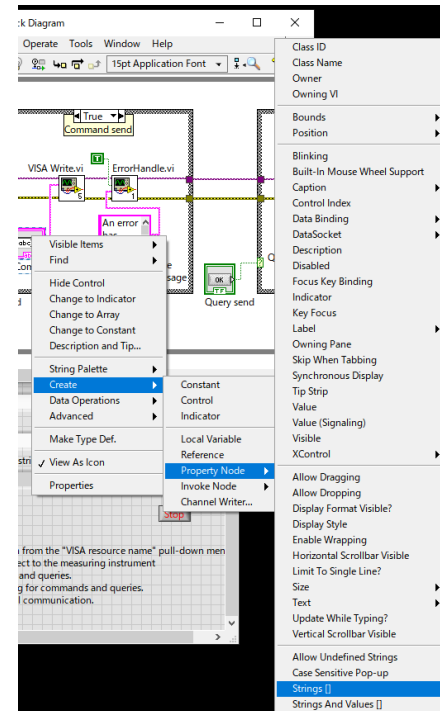 :k Diagram
Operate Tools Window Help
15pt Application Font
True
Command send
VISA Write.vi
ErrorHandle.vi
5
1
T
An error
has
abc
OK
TF
Query send
Visible Items
Find
Hide Control
Change to Indicator
Change to Array
Change to Constant
Description and Tip...
String Palette
Create
Data Operations
Advanced
Make Type Def.
View As Icon
Properties
Constant
Control
Indicator
Local Variable
Reference
Property Node
Invoke Node
Channel Writer...
Stop
from the "VISA resource name" pull-down men
ect to the measuring instrument
and queries.
g for commands and queries.
communication.
Class ID
Class Name
Owner
Owning VI
Bounds
Position
Blinking
Built-In Mouse Wheel Support
Caption
Control Index
Data Binding
DataSocket
Description
Disabled
Focus Key Binding
Indicator
Key Focus
Label
Owning Pane
Skip When Tabbing
Synchronous Display
Tip Strip
Value
Value (Signaling)
Visible
XControl
Allow Dragging
Allow Dropping
Display Format Visible?
Display Style
Enable Wrapping
Horizontal Scrollbar Visible
Limit To Single Line?
Size
Text
Update While Typing?
Vertical Scrollbar Visible
Allow Undefined Strings
Case Sensitive Pop-up
Strings []
Strings And Values []